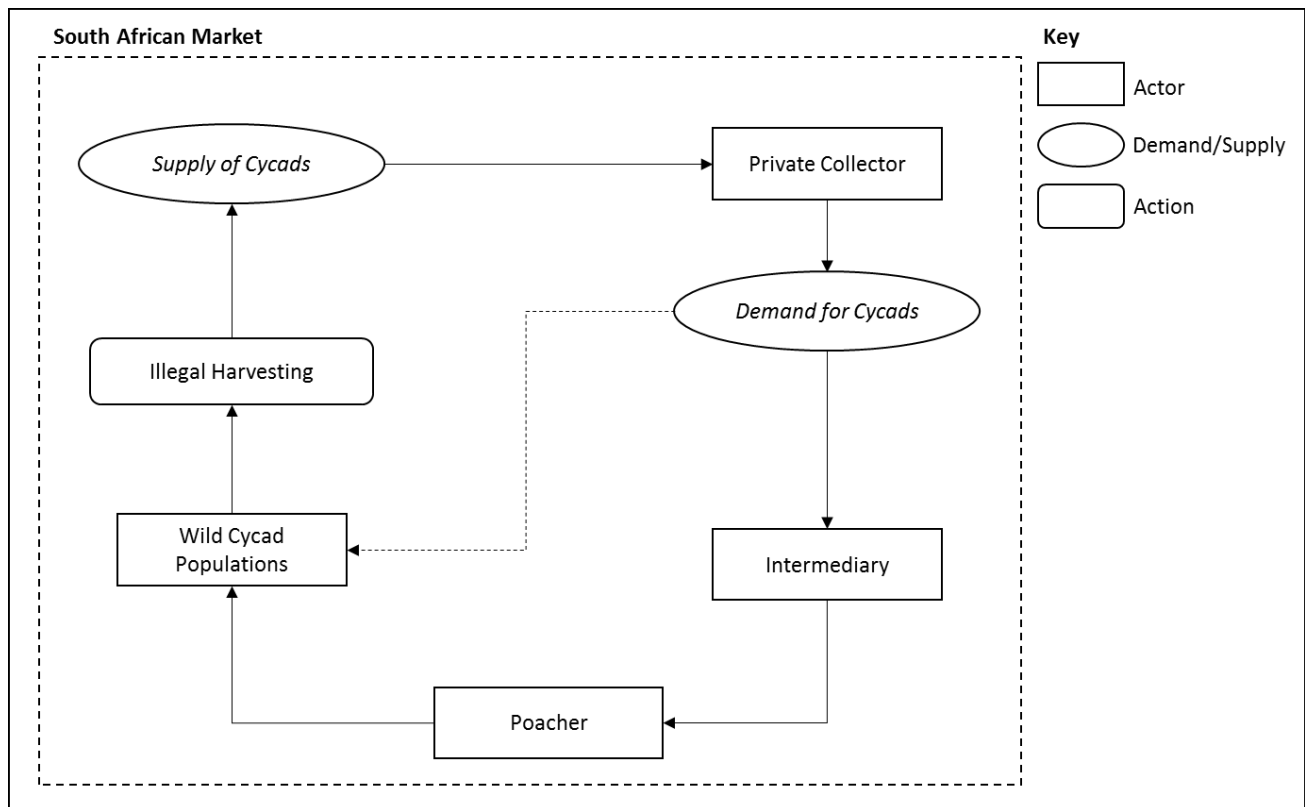 South African Market
Key
Actor
Demand/Supply
Action
Supply of Cycads
Private Collector
Demand for Cycads
Illegal Harvesting
Wild Cycad
Populations
Intermediary
Poacher